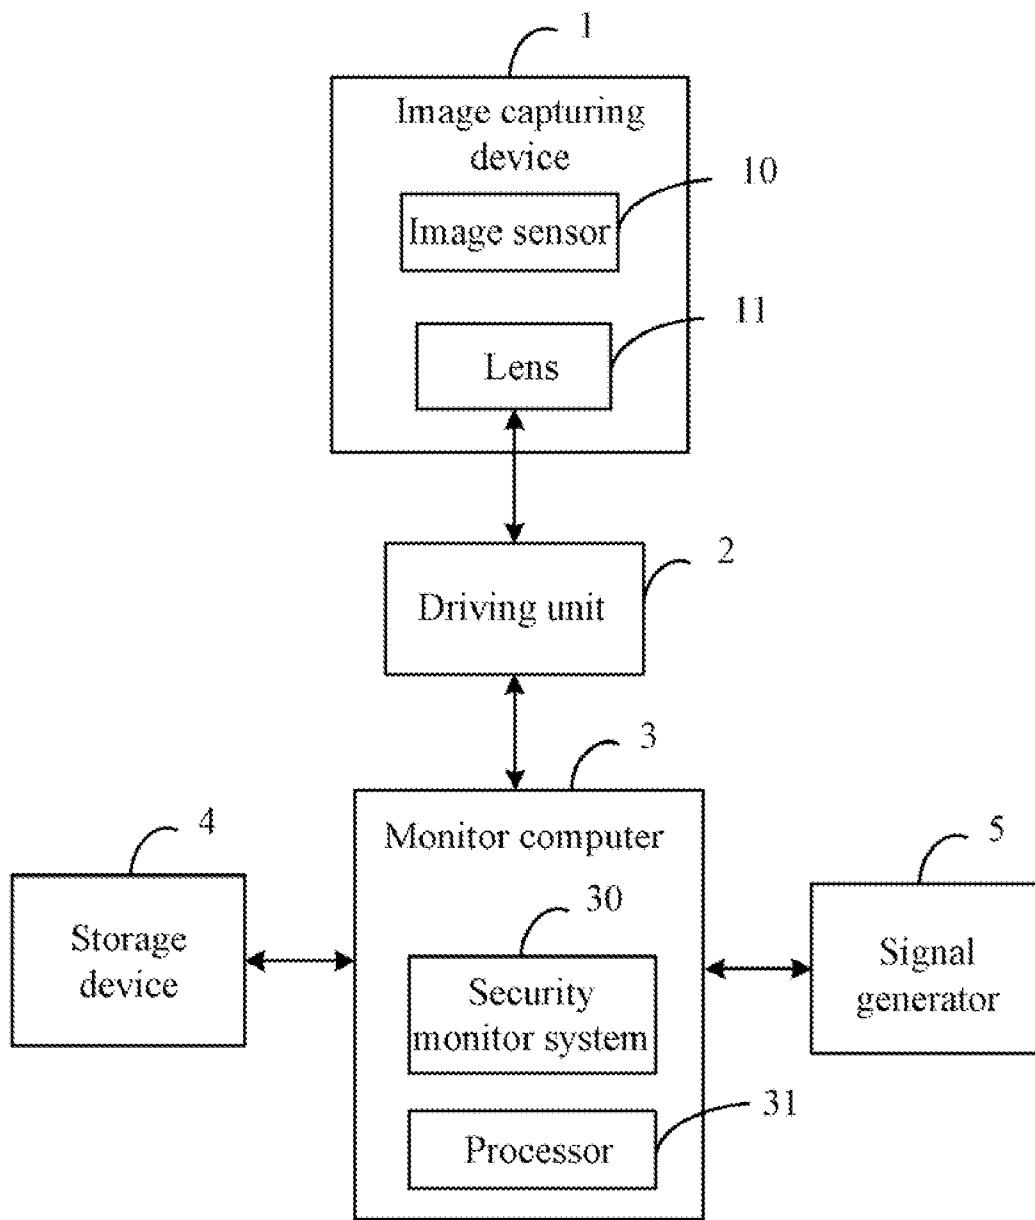 1
Image capturing
device
10
Image sensor
11
Lens
2
Driving unit
3
Monitor computer
4
Storage
device
30
Security
monitor system
5
Signal
generator
31
Processor